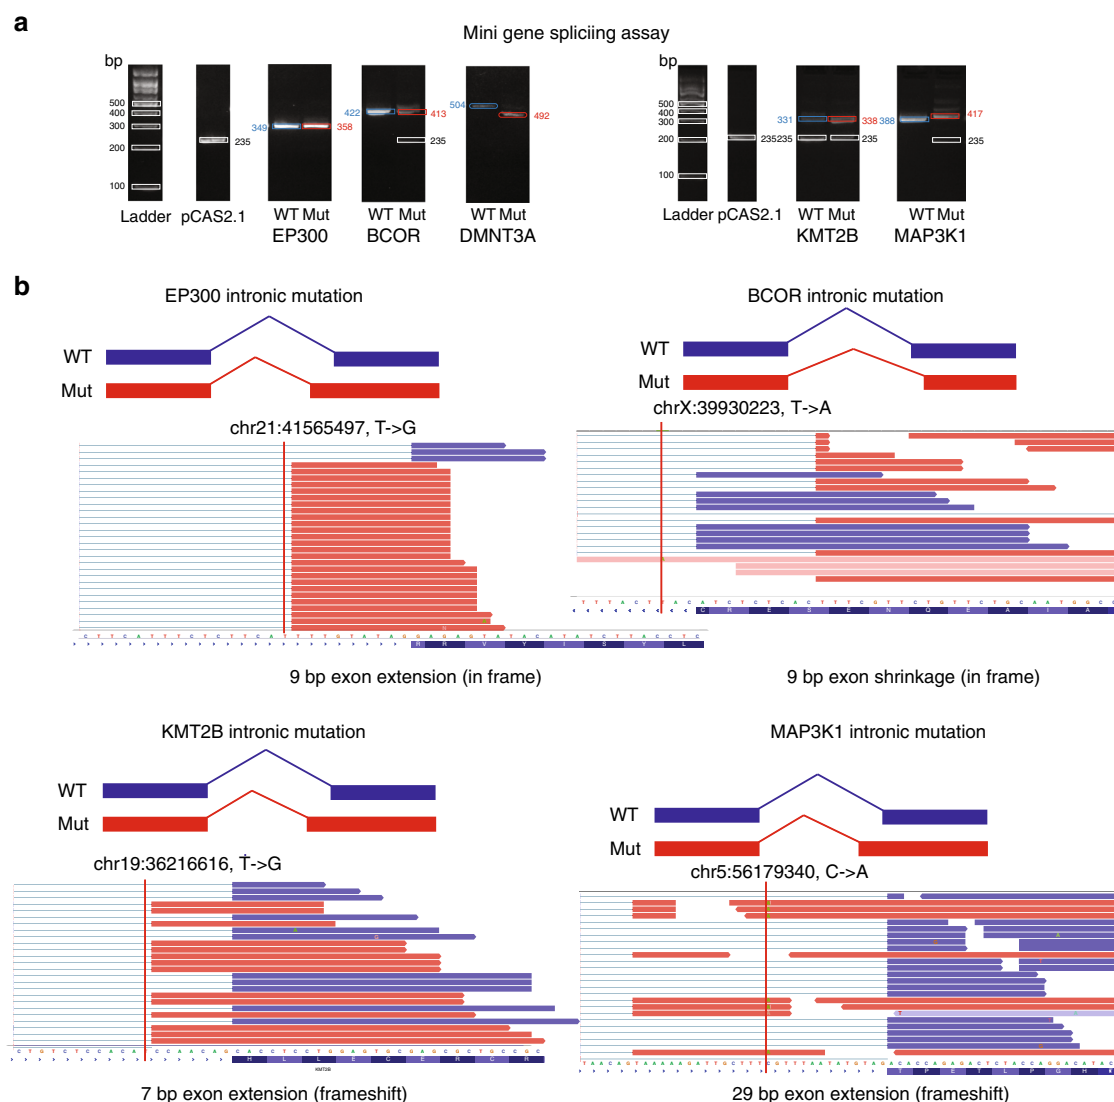 a
Mini gene spliciing assay
bp
500
400
300
200
100
235
349
358
422
413
235
504
492
Ladder
pCAS2.1
WT Mut
EP300
WT Mut
BCOR
WT Mut
DMNT3A
bp
500
400
300
200
100
235
331
235
338
235
388
417
235
Ladder
pCAS2.1
WT Mut
KMT2B
WT Mut
MAP3K1
b
EP300 intronic mutation
WT
Mut
chr21:41565497, T->G
C T T C A T T T C T C T T C A T T T T G T A T A G G A G A G T A T A C A T A T C T T A C C T C
R R V Y I S Y L
9 bp exon extension (in frame)
BCOR intronic mutation
WT
Mut
chrX:39930223, T->A
T T T A C T T A C A T C T C T C A C T T T C G T T C T G T T C T G C A A T G G C
C R E S E N Q E A I A
9 bp exon shrinkage (in frame)
KMT2B intronic mutation
WT
Mut
chr19:36216616, T->G
H L L E C E R C R
KMT2B
7 bp exon extension (frameshift)
MAP3K1 intronic mutation
WT
Mut
chr5:56179340, C->A
T P E T L P G H
29 bp exon extension (frameshift)